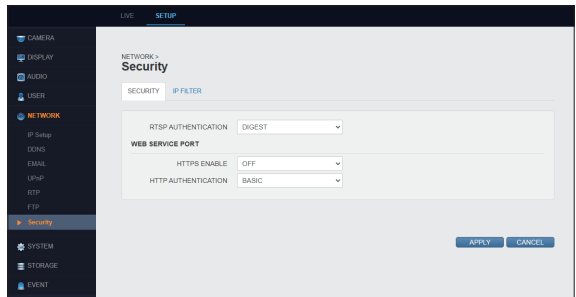 LIVE SETUP
CAMERA
DISPLAY
AUDIO
USER
NETWORK
IP Setup
DDNS
EMAIL
UPnP
RTP
FTP
Security
SYSTEM
STORAGE
EVENT
NETWORK >
Security
SECURITY IP FILTER
RTSP AUTHENTICATION DIGEST
WEB SERVICE PORT
HTTPS ENABLE OFF
HTTP AUTHENTICATION BASIC
APPLY CANCEL